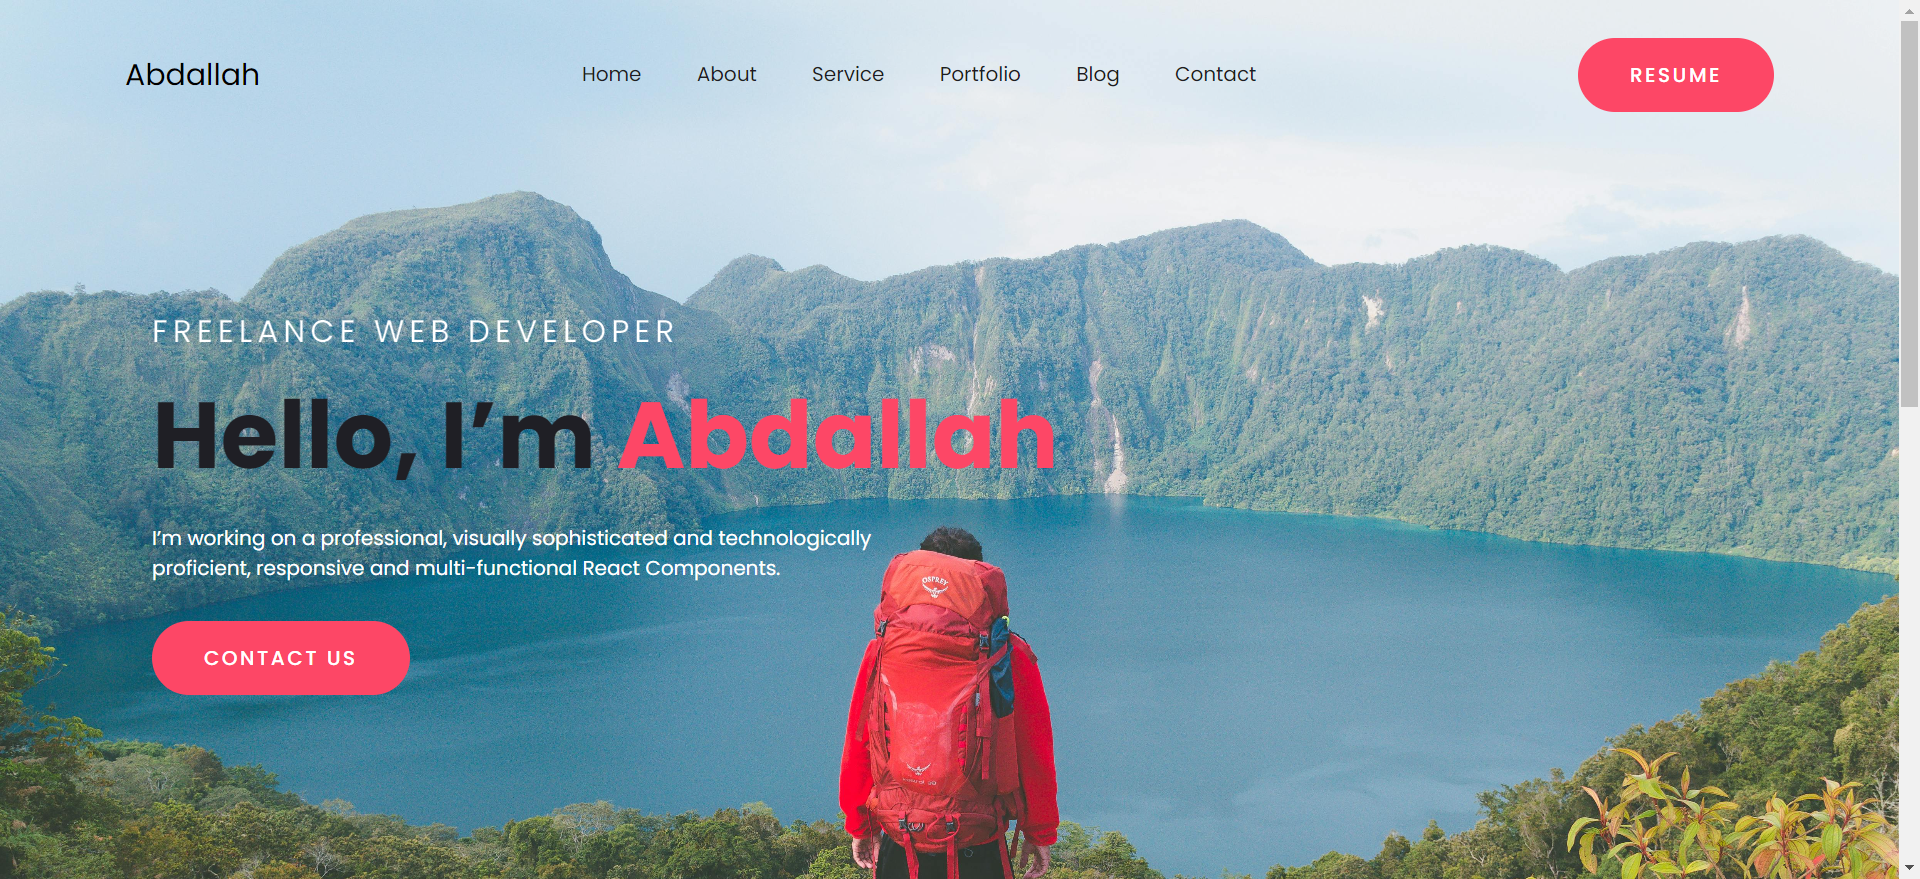 Abdallah
Home About Service Portfolio Blog Contact
RESUME
FREELANCE WEB DEVELOPER
Hello, I’m Abdallah
I’m working on a professional, visually sophisticated and technologically
proficient, responsive and multi-functional React Components.
CONTACT US
OSPREY